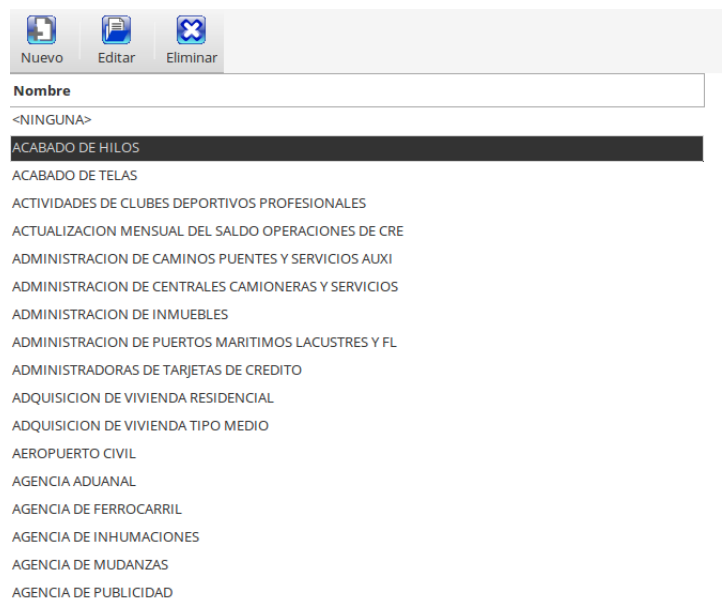 Nuevo Editar Eliminar
Nombre
<NINGUNA>
ACABADO DE HILOS
ACABADO DE TELAS
ACTIVIDADES DE CLUBES DEPORTIVOS PROFESIONALES
ACTUALIZACION MENSUAL DEL SALDO OPERACIONES DE CRE
ADMINISTRACION DE CAMINOS PUENTES Y SERVICIOS AUXI
ADMINISTRACION DE CENTRALES CAMIONERAS Y SERVICIOS
ADMINISTRACION DE INMUEBLES
ADMINISTRACION DE PUERTOS MARITIMOS LACUSTRES Y FL
ADMINISTRADORAS DE TARJETAS DE CREDITO
ADQUISICION DE VIVIENDA RESIDENCIAL
ADQUISICION DE VIVIENDA TIPO MEDIO
AEROPUERTO CIVIL
AGENCIA ADUANAL
AGENCIA DE FERROCARRIL
AGENCIA DE INHUMACIONES
AGENCIA DE MUDANZAS
AGENCIA DE PUBLICIDAD